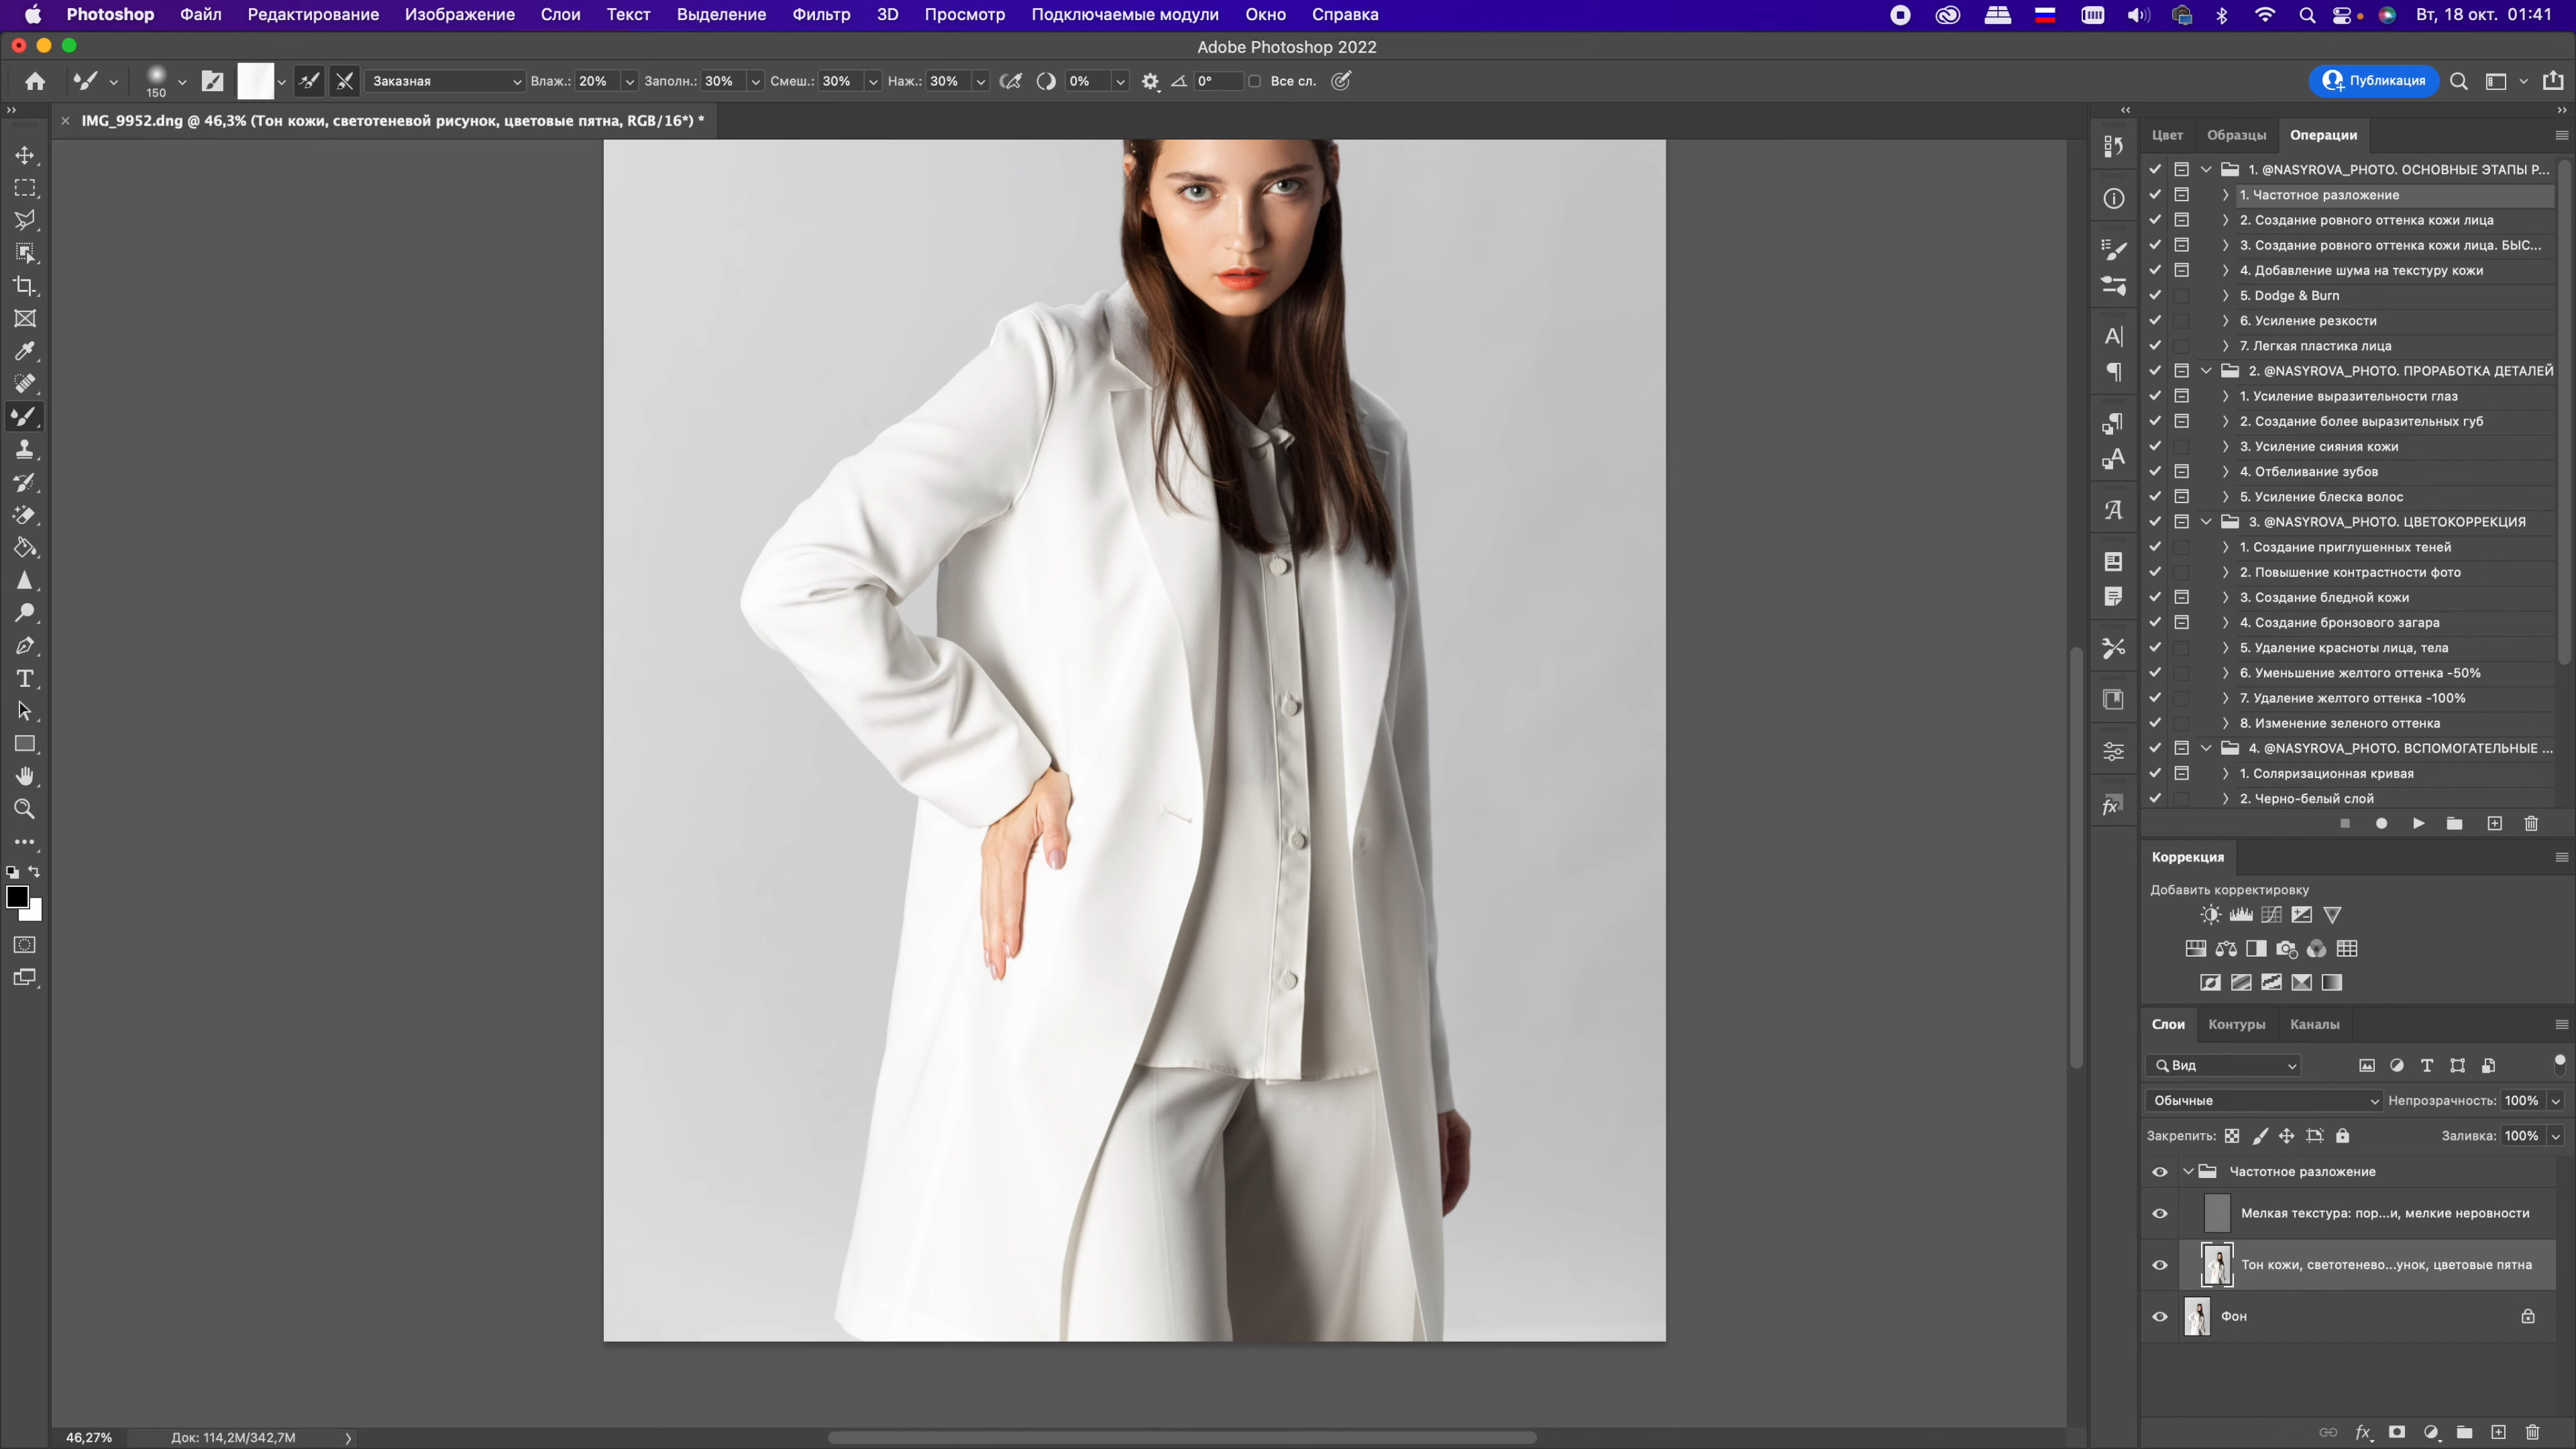 Photoshop Файл Редактирование Изображение Слои Текст Выделение Фильтр 3D Просмотр Подключаемые модули Окно Справка Вт, 18 окт. 01:41
Adobe Photoshop 2022
150 Заказная Влаж.: 20% Заполн.: 30% Смеш.: 30% Наж.: 30% 0% 0° Все сл. Публикация
IMG_9952.dng @ 46,3% (Тон кожи, светотеневой рисунок, цветовые пятна, RGB/16*) *
Цвет Образцы Операции
1. @NASYROVA_PHOTO. ОСНОВНЫЕ ЭТАПЫ Р...
1. Частотное разложение
2. Создание ровного оттенка кожи лица
3. Создание ровного оттенка кожи лица. БЫС...
4. Добавление шума на текстуру кожи
5. Dodge & Burn
6. Усиление резкости
7. Легкая пластика лица
2. @NASYROVA_PHOTO. ПРОРАБОТКА ДЕТАЛЕЙ
1. Усиление выразительности глаз
2. Создание более выразительных губ
3. Усиление сияния кожи
4. Отбеливание зубов
5. Усиление блеска волос
3. @NASYROVA_PHOTO. ЦВЕТОКОРРЕКЦИЯ
1. Создание приглушенных теней
2. Повышение контрастности фото
3. Создание бледной кожи
4. Создание бронзового загара
5. Удаление красноты лица, тела
6. Уменьшение желтого оттенка -50%
7. Удаление желтого оттенка -100%
8. Изменение зеленого оттенка
4. @NASYROVA_PHOTO. ВСПОМОГАТЕЛЬНЫЕ ...
1. Соляризационная кривая
2. Черно-белый слой
Коррекция
Добавить корректировку
Слои Контуры Каналы
Вид
Обычные Непрозрачность: 100%
Закрепить: Заливка: 100%
Частотное разложение
Мелкая текстура: пор...и, мелкие неровности
Тон кожи, светотенево...унок, цветовые пятна
Фон
46,27% Док: 114,2M/342,7M